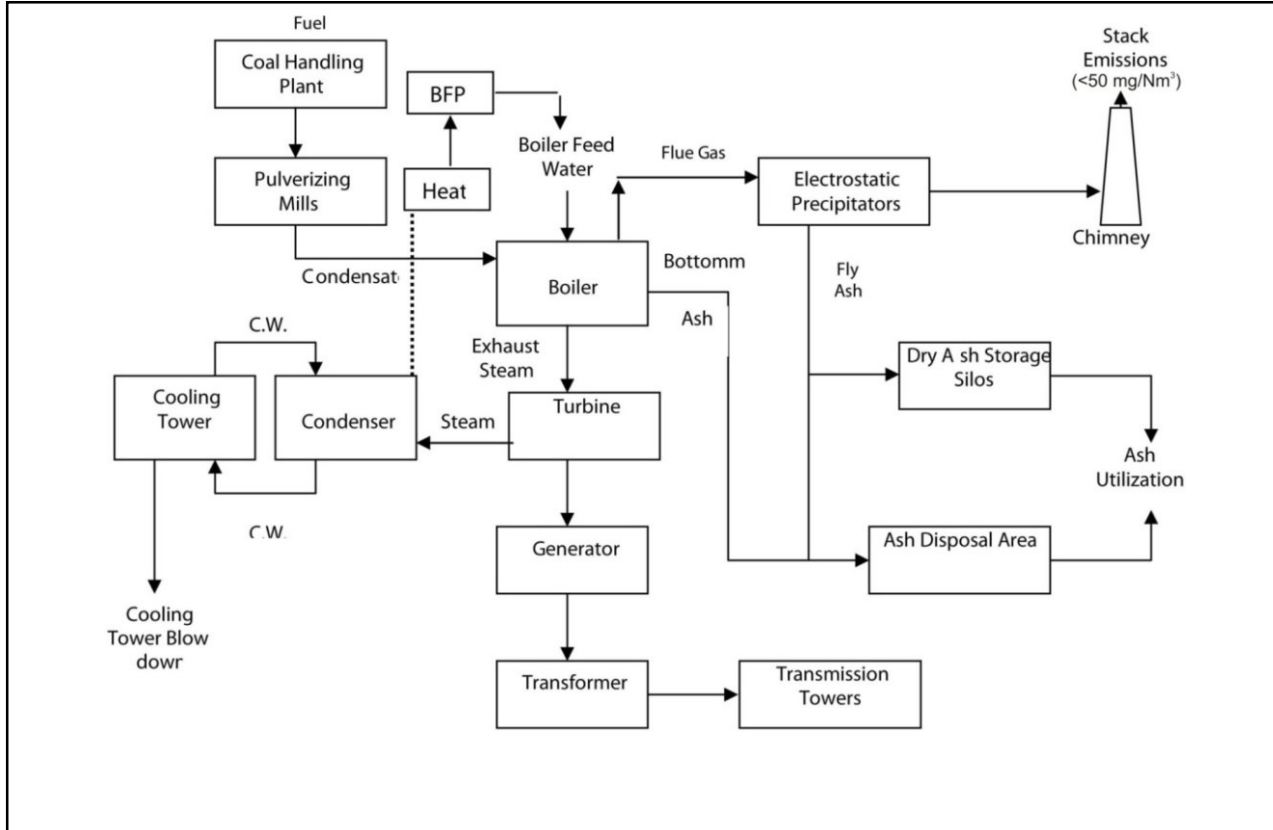 Fuel
Coal Handling
Plant
BFP
Stack
Emissions
(<50 mg/Nm³)
Boiler Feed
Water
Flue Gas
Pulverizing
Mills
Heat
Electrostatic
Precipitators
Chimney
Condensat
Boiler
Bottomm
Ash
Fly
Ash
C.W.
Exhaust
Steam
Dry A sh Storage
Silos
Cooling
Tower
Condenser
Steam
Turbine
Ash
Utilization
C.W.
Generator
Ash Disposal Area
Cooling
Tower Blow
down
Transformer
Transmission
Towers